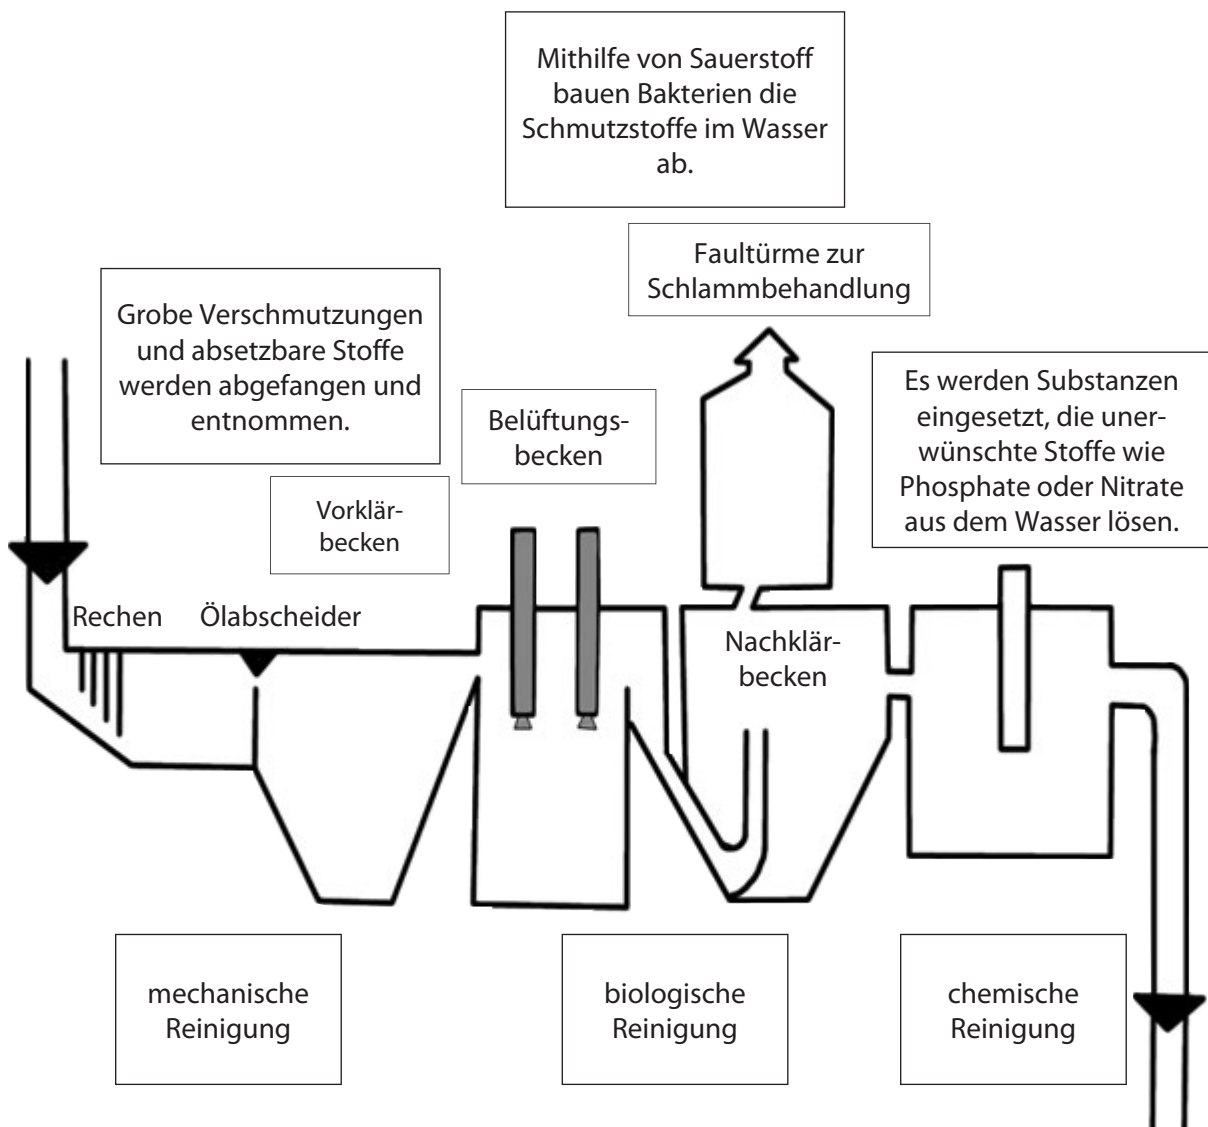 Mithilfe von Sauerstoff
bauen Bakterien die
Schmutzstoffe im Wasser
ab.
Faultürme zur
Schlammbehandlung
Grobe Verschmutzungen
und absetzbare Stoffe
werden abgefangen und
entnommen.
Es werden Substanzen
eingesetzt, die uner-
wünschte Stoffe wie
Phosphate oder Nitrate
aus dem Wasser lösen.
Belüftungs-
becken
Vorklär-
becken
Rechen
Ölabscheider
Nachklär-
becken
mechanische
Reinigung
biologische
Reinigung
chemische
Reinigung